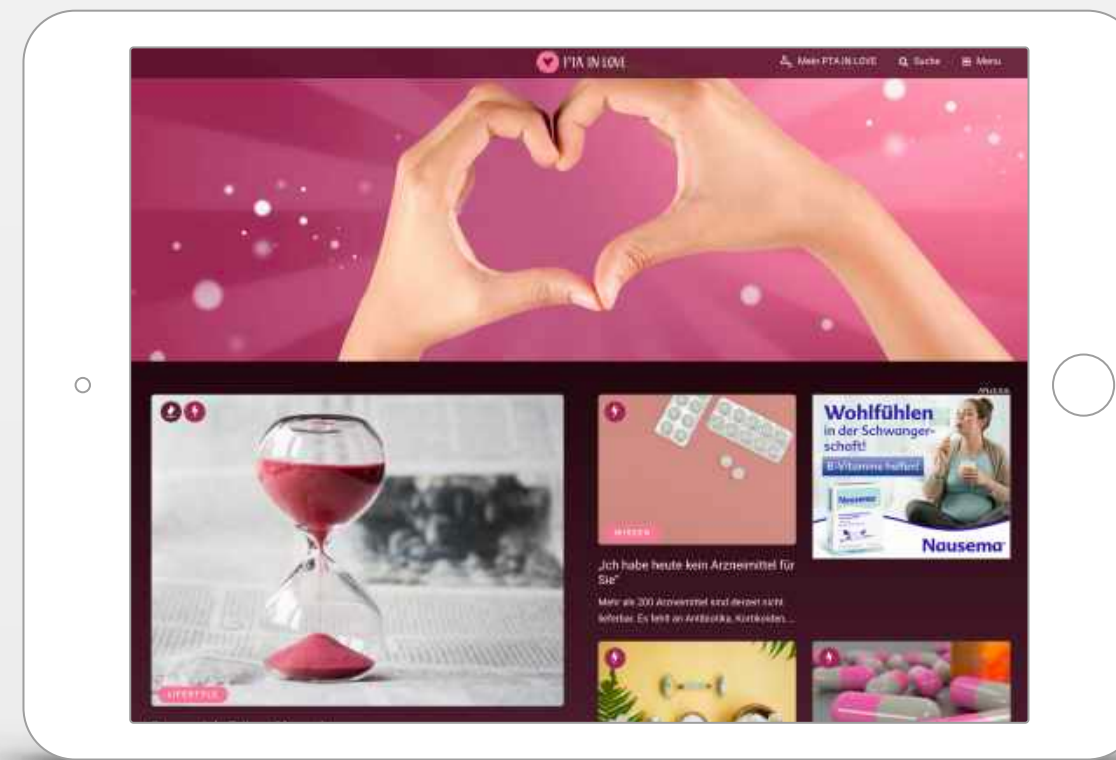 PTA IN LOVE
Mein PTA IN LOVE
Suche
Menu
LIFESTYLE
WISSEN
„Ich habe heute kein Arzneimittel für
Sie“
Mehr als 200 Arzneimittel sind derzeit nicht
lieferbar. Es fehlt an Antibiotika, Kortikoiden, ...
Wohlfühlen
in der Schwanger-
schaft!
B-Vitamine helfen!
Nausema
Nausema